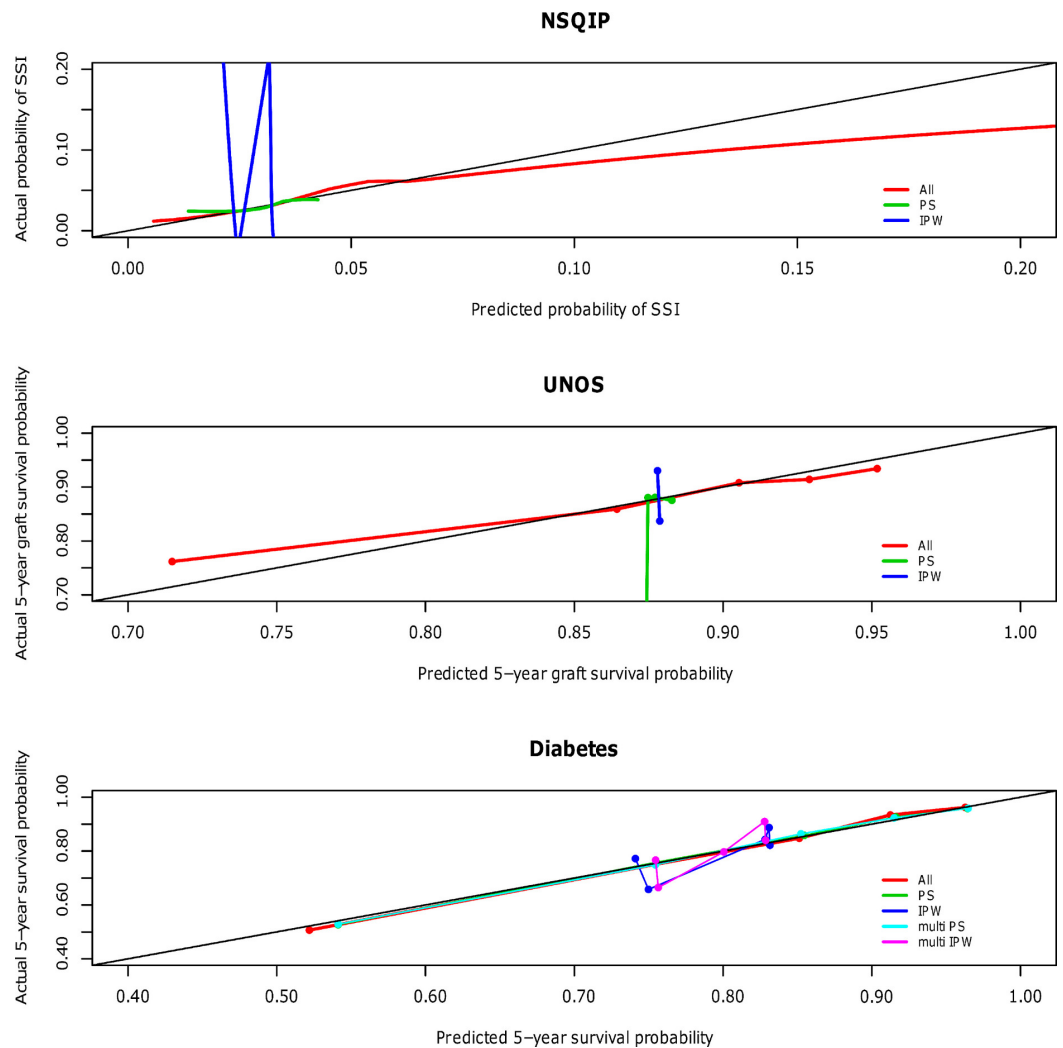 NSQIP
Actual probability of SSI
0.20
0.10
0.00
All
PS
IPW
0.00 0.05 0.10 0.15 0.20
Predicted probability of SSI
UNOS
Actual 5−year graft survival probability
1.00
0.90
0.80
0.70
All
PS
IPW
0.70 0.75 0.80 0.85 0.90 0.95 1.00
Predicted 5−year graft survival probability
Diabetes
Actual 5−year survival probability
1.00
0.80
0.60
0.40
All
PS
IPW
multi PS
multi IPW
0.40 0.50 0.60 0.70 0.80 0.90 1.00
Predicted 5−year survival probability